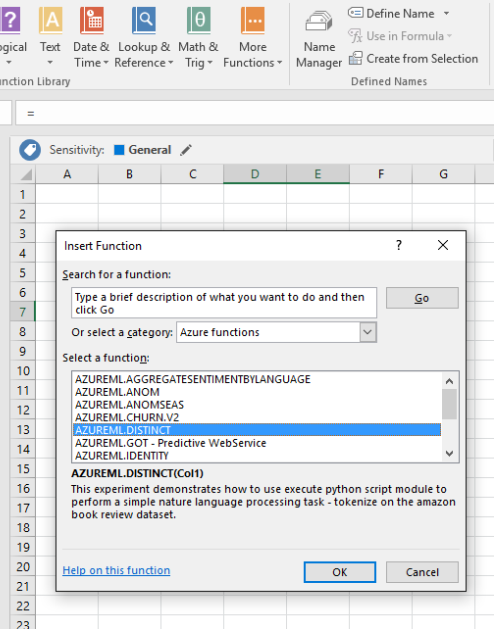 ogical Text Date & Lookup & Math & More
Time Reference Trig Functions
nction Library
Name
Manager
Define Name
Use in Formula
Create from Selection
Defined Names
=
Sensitivity: General
A B C D E F G
1
2
3
4
5
6
7
8
9
10
11
12
13
14
15
16
17
18
19
20
21
22
23
Insert Function ?
Search for a function:
Type a brief description of what you want to do and then
click Go
Go
Or select a category: Azure functions
Select a function:
AZUREML.AGGREGATESENTIMENTBYLANGUAGE
AZUREML.ANOM
AZUREML.ANOMSEAS
AZUREML.CHURN.V2
AZUREML.DISTINCT
AZUREML.GOT - Predictive WebService
AZUREML.IDENTITY
AZUREML.DISTINCT(Col1)
This experiment demonstrates how to use execute python script module to
perform a simple nature language processing task - tokenize on the amazon
book review dataset.
Help on this function
OK Cancel